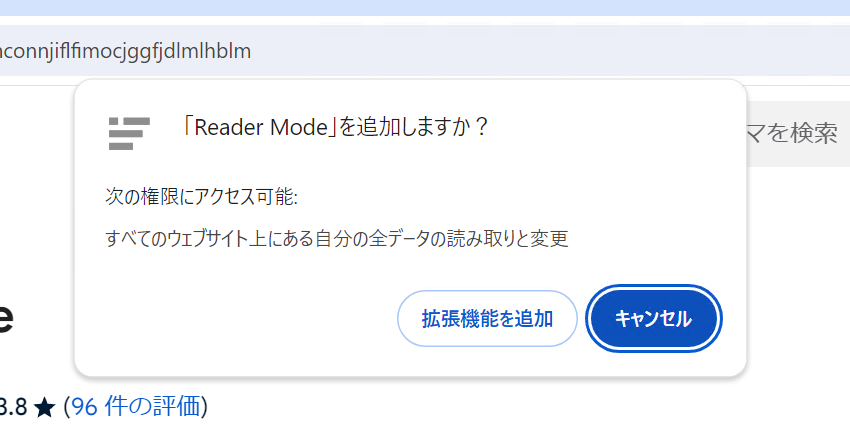 connnjiflfimocjggfjdlmlhblm
「Reader Mode」を追加しますか？
マを検索
次の権限にアクセス可能:
すべてのウェブサイト上にある自分の全データの読み取りと変更
拡張機能を追加
キャンセル
e
3.8 ★ (96 件の評価)